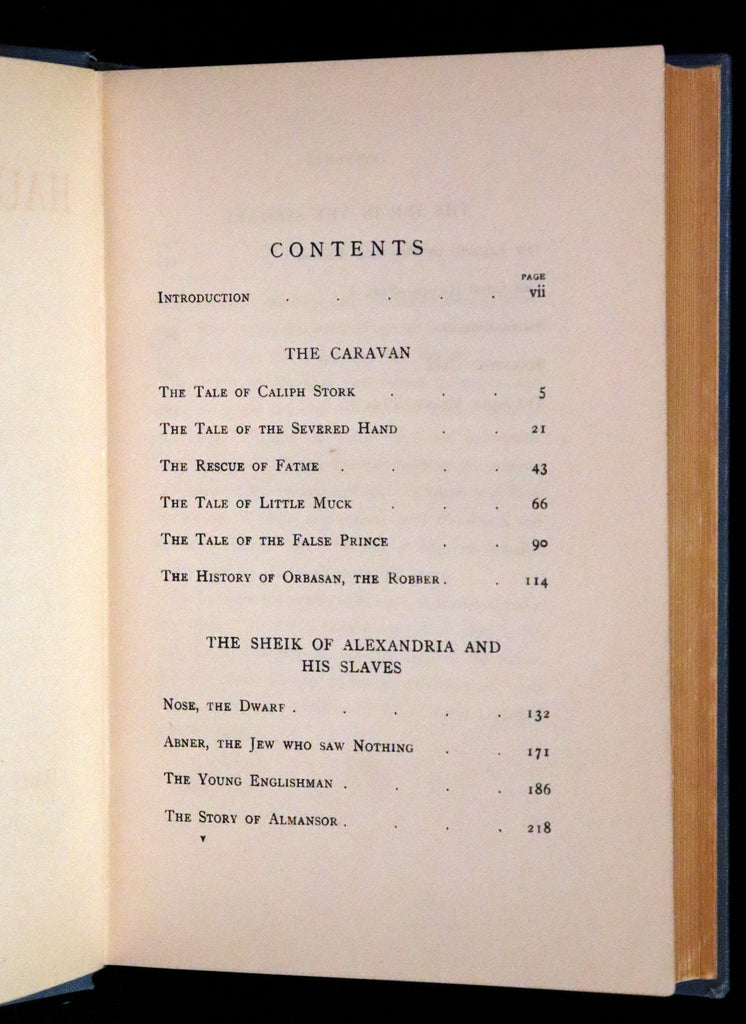 CONTENTS
PAGE
INTRODUCTION . . . . . vii
THE CARAVAN
THE TALE OF CALIPH STORK . . . 5
THE TALE OF THE SEVERED HAND . . 21
THE RESCUE OF FATME . . . . 43
THE TALE OF LITTLE MUCK . . . 66
THE TALE OF THE FALSE PRINCE . . 90
THE HISTORY OF ORBASAN, THE ROBBER . . 114
THE SHEIK OF ALEXANDRIA AND
HIS SLAVES
NOSE, THE DWARF . . . . . 132
ABNER, THE JEW WHO SAW NOTHING . . 171
THE YOUNG ENGLISHMAN . . . . 186
THE STORY OF ALMANSOR . . . . 218
v